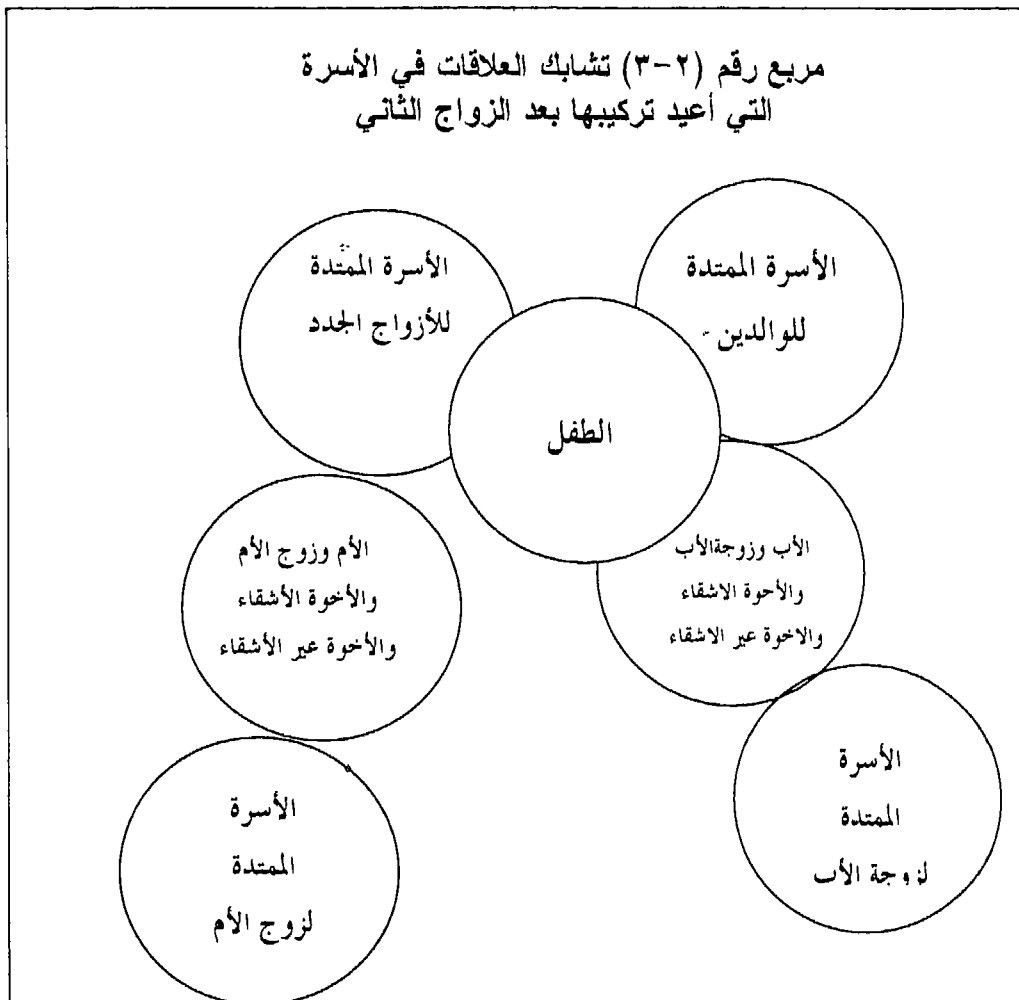 مربع رقم (٢-٣) تشابك العلاقات في الأسرة
التي أعيد تركيبها بعد الزواج الثاني
الأسرة الممتدة
للوالدين
الأسرة الممتدة
للأزواج الجدد
الطفل
الأب وزوجةالأب
والأحوة الاشقاء
والاخوة عير الاشقاء
الأم وزوج الأم
والأخوة الأشقاء
والأخوة عير الأشقاء
الأسرة
الممتدة
لزوجة الأب
الأسرة
الممتدة
لزوج الأم